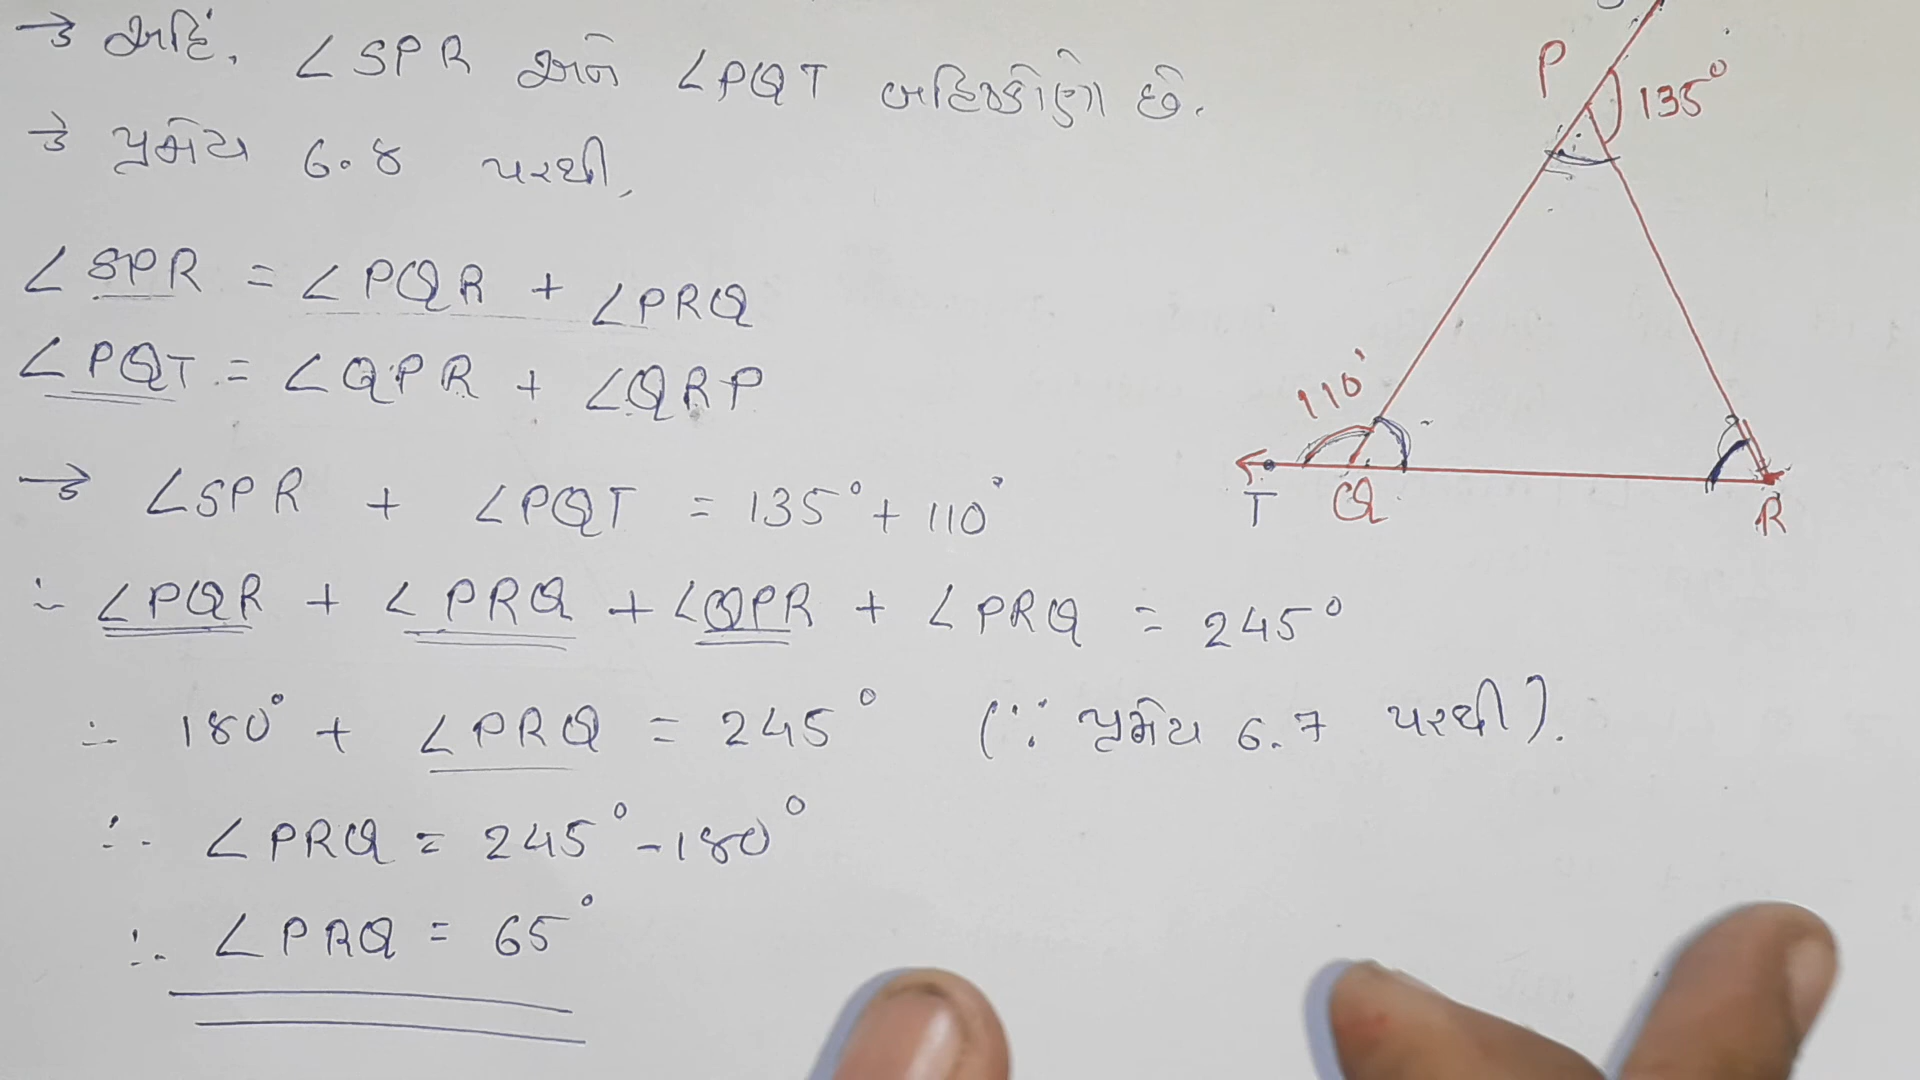 → અહિં, ∠SPR અને ∠PQT બહિષ્કોણો છે.
→ પ્રમેય 6.8 પરથી,
∠SPR = ∠PQR + ∠PRQ
∠PQT = ∠QPR + ∠QRP
→ ∠SPR + ∠PQT = 135° + 110°
∴ ∠PQR + ∠PRQ + ∠QPR + ∠PRQ = 245°
∴ 180° + ∠PRQ = 245° (∵ પ્રમેય 6.7 પરથી).
∴ ∠PRQ = 245° - 180°
∴ ∠PRQ = 65°
P
135°
110°
T Q R